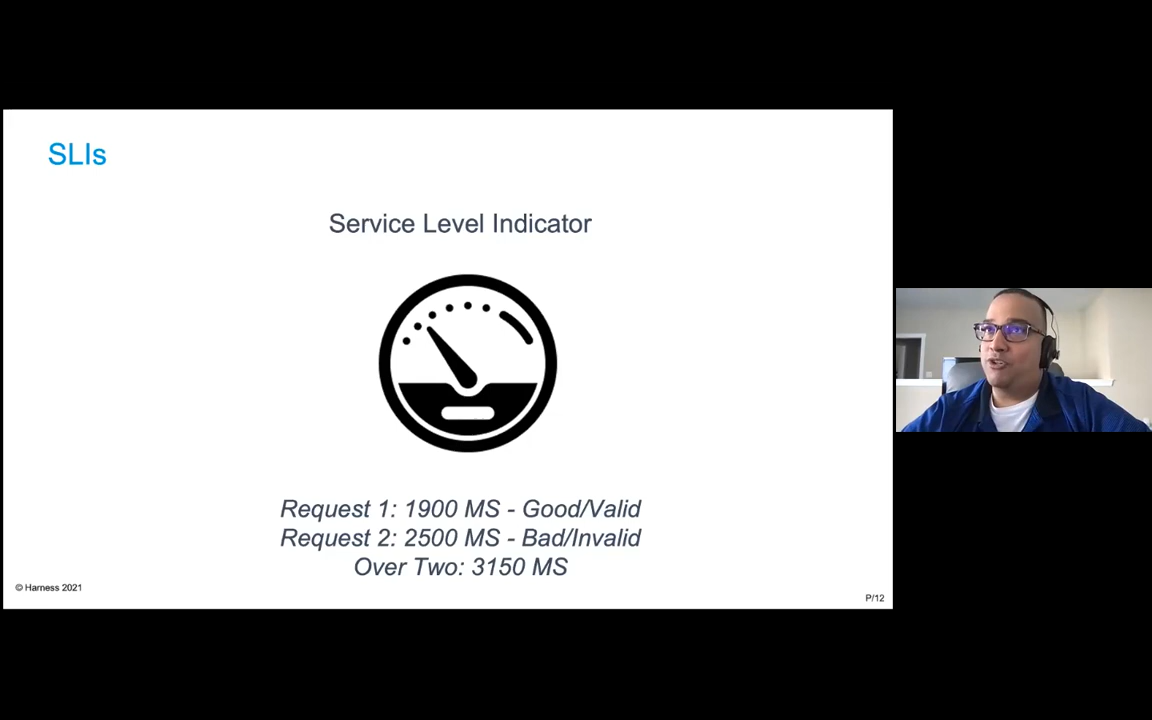 SLIs
Service Level Indicator
Request 1: 1900 MS - Good/Valid
Request 2: 2500 MS - Bad/Invalid
Over Two: 3150 MS
© Harness 2021
P/12